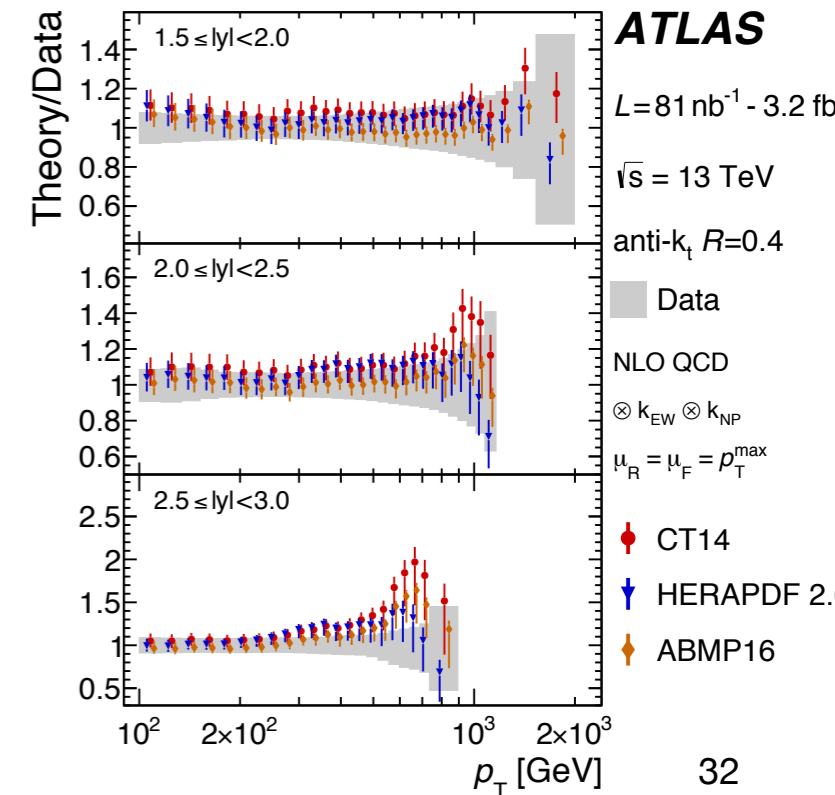 Theory/Data
1.5 ≤ |y| < 2.0
1.4
1.2
1
0.8
0.6
2.0 ≤ |y| < 2.5
1.6
1.4
1.2
1
0.8
0.6
2.5 ≤ |y| < 3.0
2.5
2
1.5
1
0.5
10² 2×10² 10³ 2×10³
p_T [GeV]
ATLAS
L = 81 nb⁻¹ - 3.2 fb
√s = 13 TeV
anti-k_t R=0.4
Data
NLO QCD
⊗ k_EW ⊗ k_NP
μ_R = μ_F = p_T^max
CT14
HERAPDF 2.
ABMP16
32